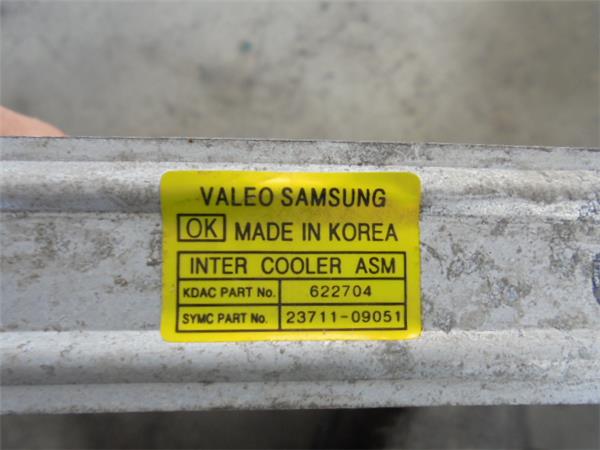 VALEO SAMSUNG
OK MADE IN KOREA
INTER COOLER ASM
KDAC PART No. 622704
SYMC PART No. 23711-09051